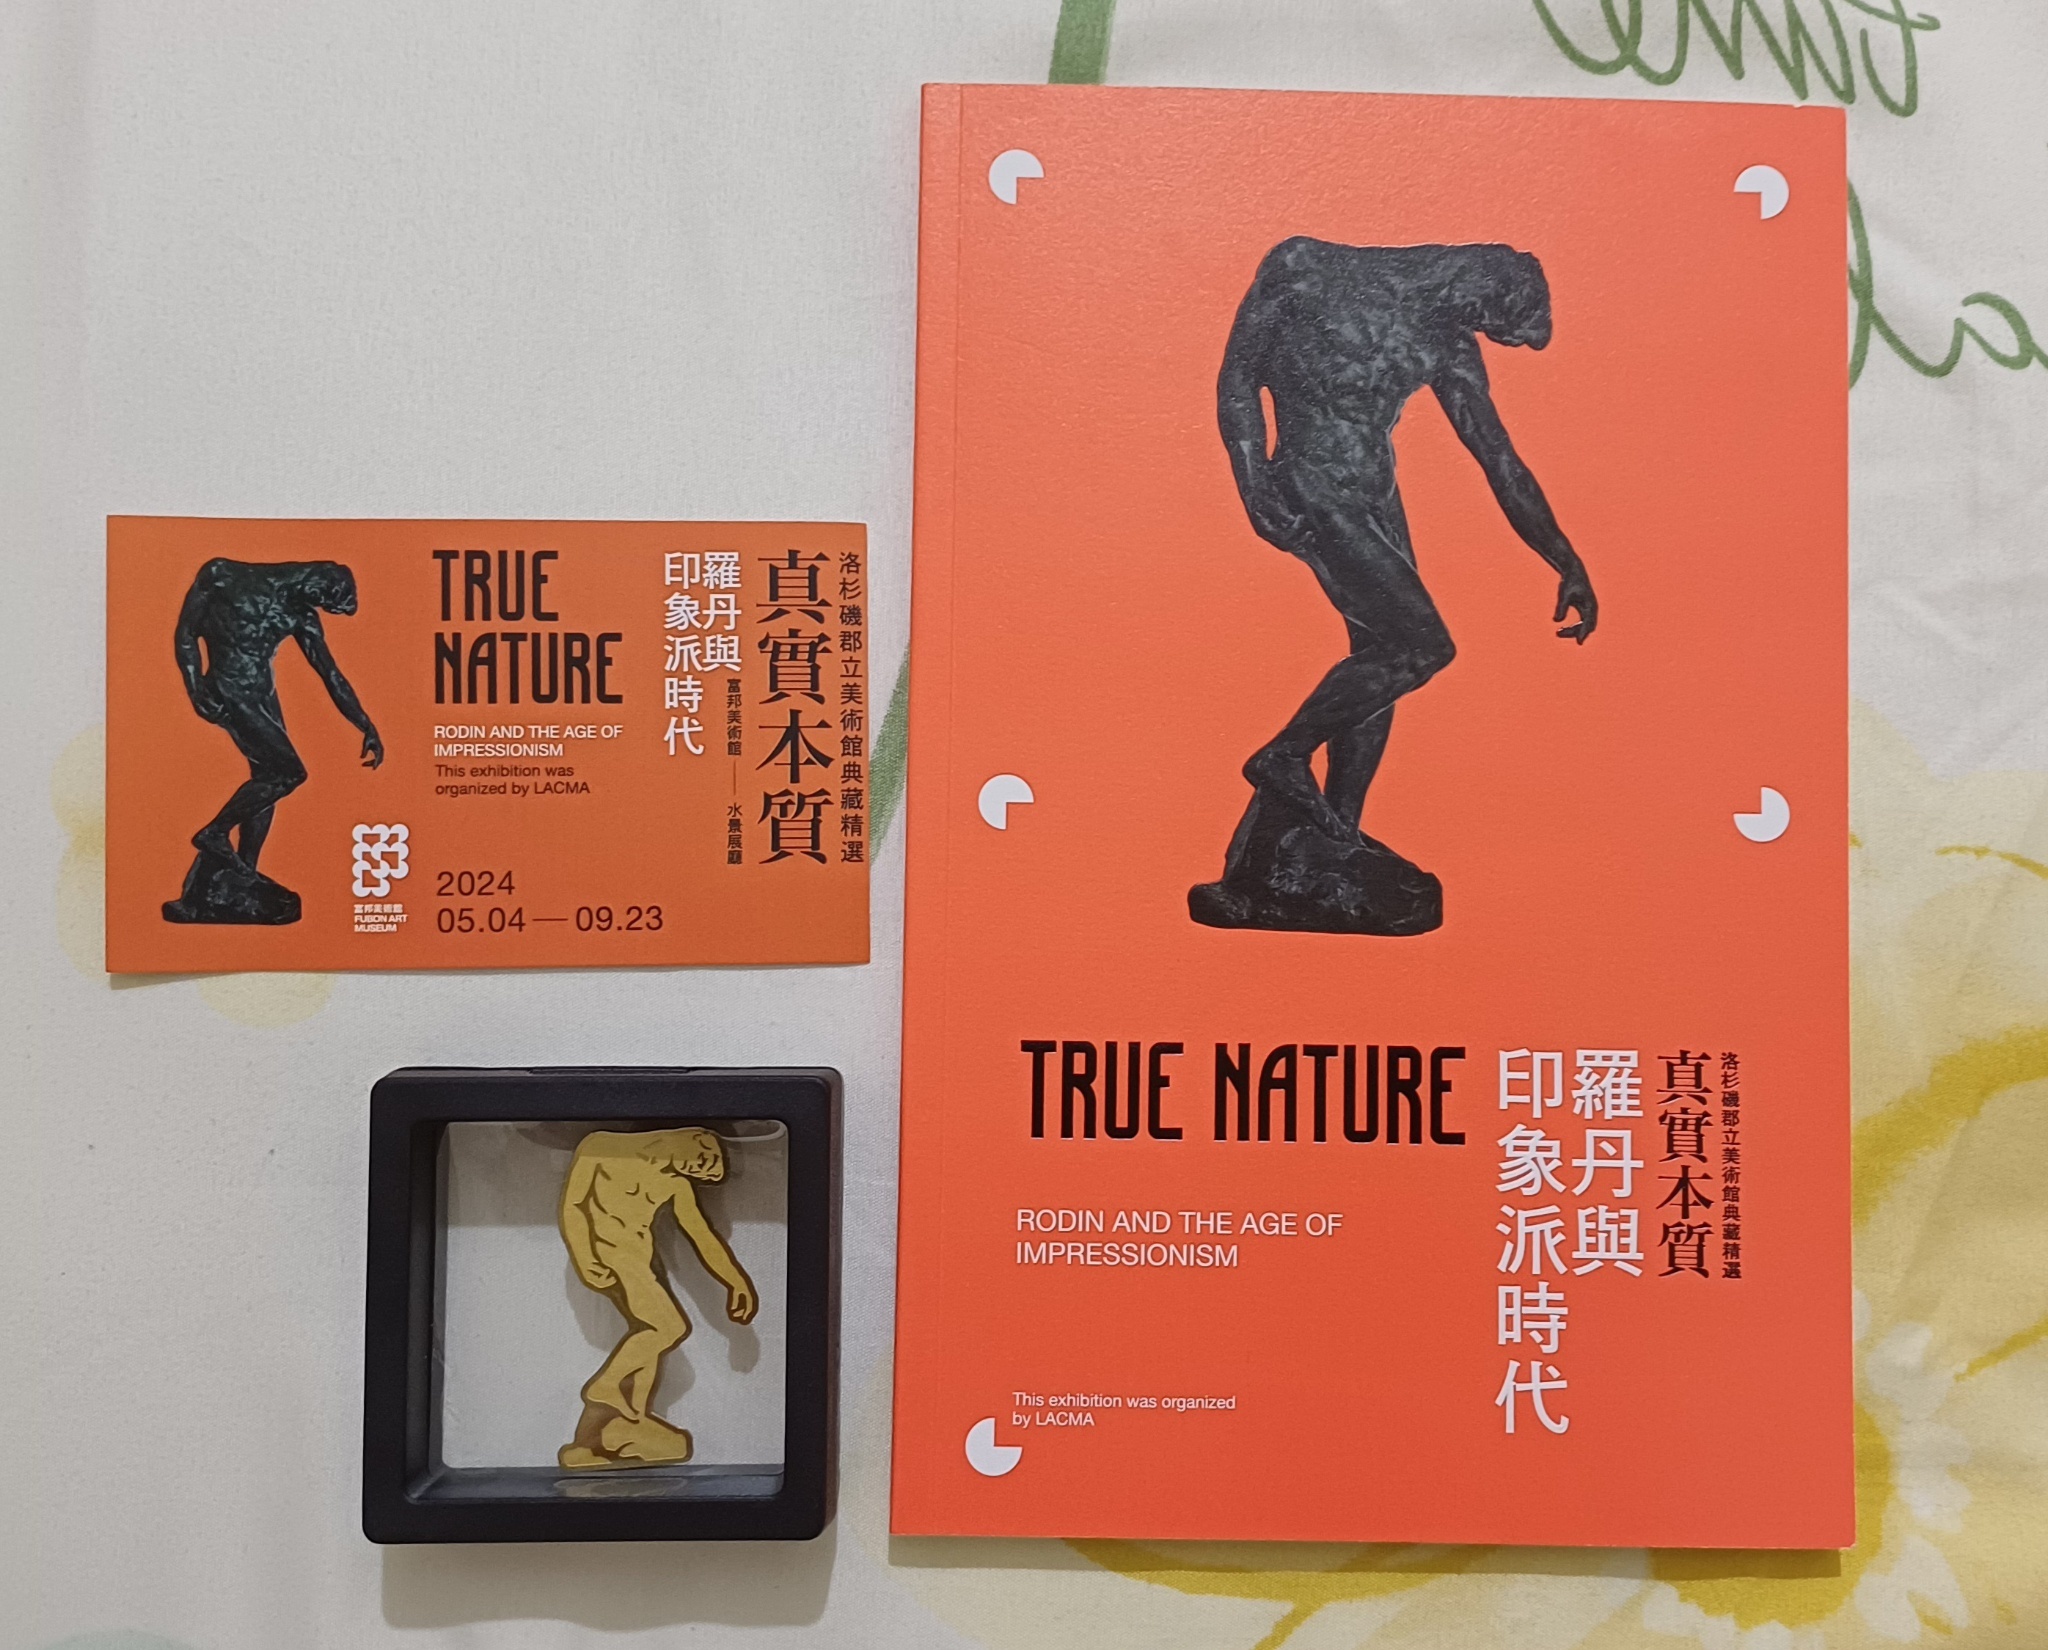 TRUE
NATURE
RODIN AND THE AGE OF
IMPRESSIONISM
This exhibition was
organized by LACMA
富邦美術館
FUBON ART
MUSEUM
2024
05.04 — 09.23
洛杉磯郡立美術館典藏精選
真實本質
羅丹與
印象派時代
富邦美術館 — 水景展廳
TRUE NATURE
RODIN AND THE AGE OF
IMPRESSIONISM
洛杉磯郡立美術館典藏精選
真實本質
羅丹與
印象派時代
This exhibition was organized
by LACMA
time